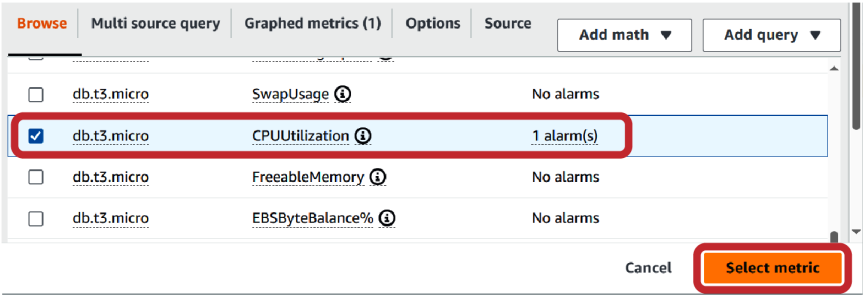 Browse Multi source query Graphed metrics (1) Options Source Add math ▼ Add query ▼
db.t3.micro SwapUsage No alarms
db.t3.micro CPUUtilization 1 alarm(s)
db.t3.micro FreeableMemory No alarms
db.t3.micro EBSByteBalance% No alarms
Cancel Select metric